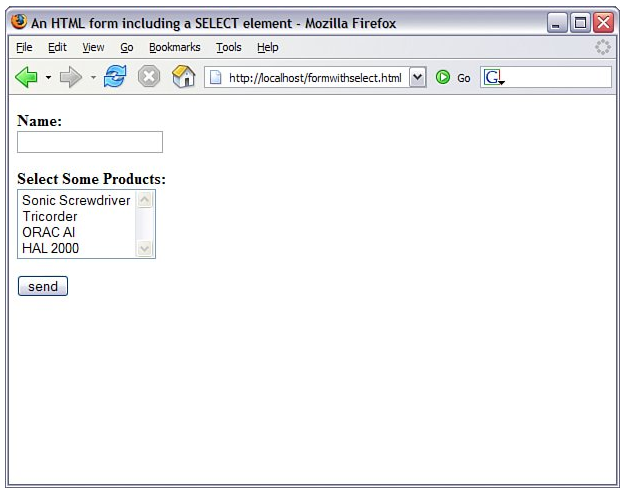 An HTML form including a SELECT element - Mozilla Firefox
File Edit View Go Bookmarks Tools Help
http://localhost/formwithselect.html Go G
Name:
Select Some Products:
Sonic Screwdriver
Tricorder
ORAC AI
HAL 2000
send